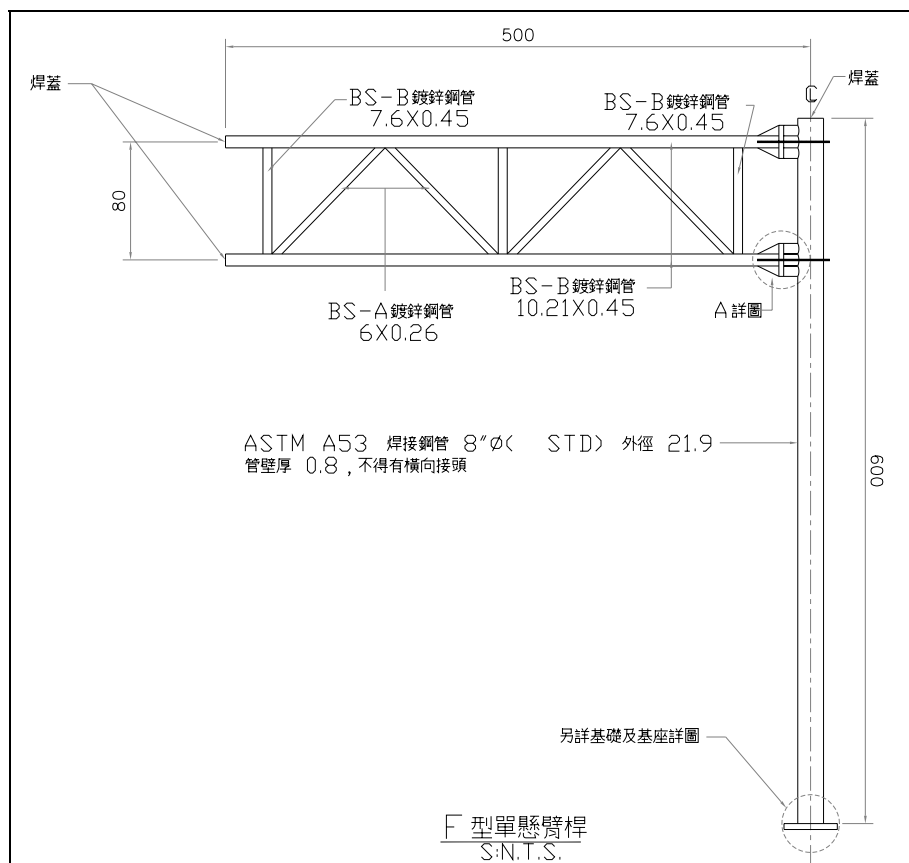 500
焊蓋
BS-B鍍鋅鋼管
7.6X0.45
BS-B鍍鋅鋼管
7.6X0.45
焊蓋
80
BS-A鍍鋅鋼管
6X0.26
BS-B鍍鋅鋼管
10.21X0.45
A詳圖
ASTM A53 焊接鋼管 8"Ø( STD) 外徑 21.9
管壁厚 0.8 , 不得有橫向接頭
600
另詳基礎及基座詳圖
F 型單懸臂桿
S:N.T.S.